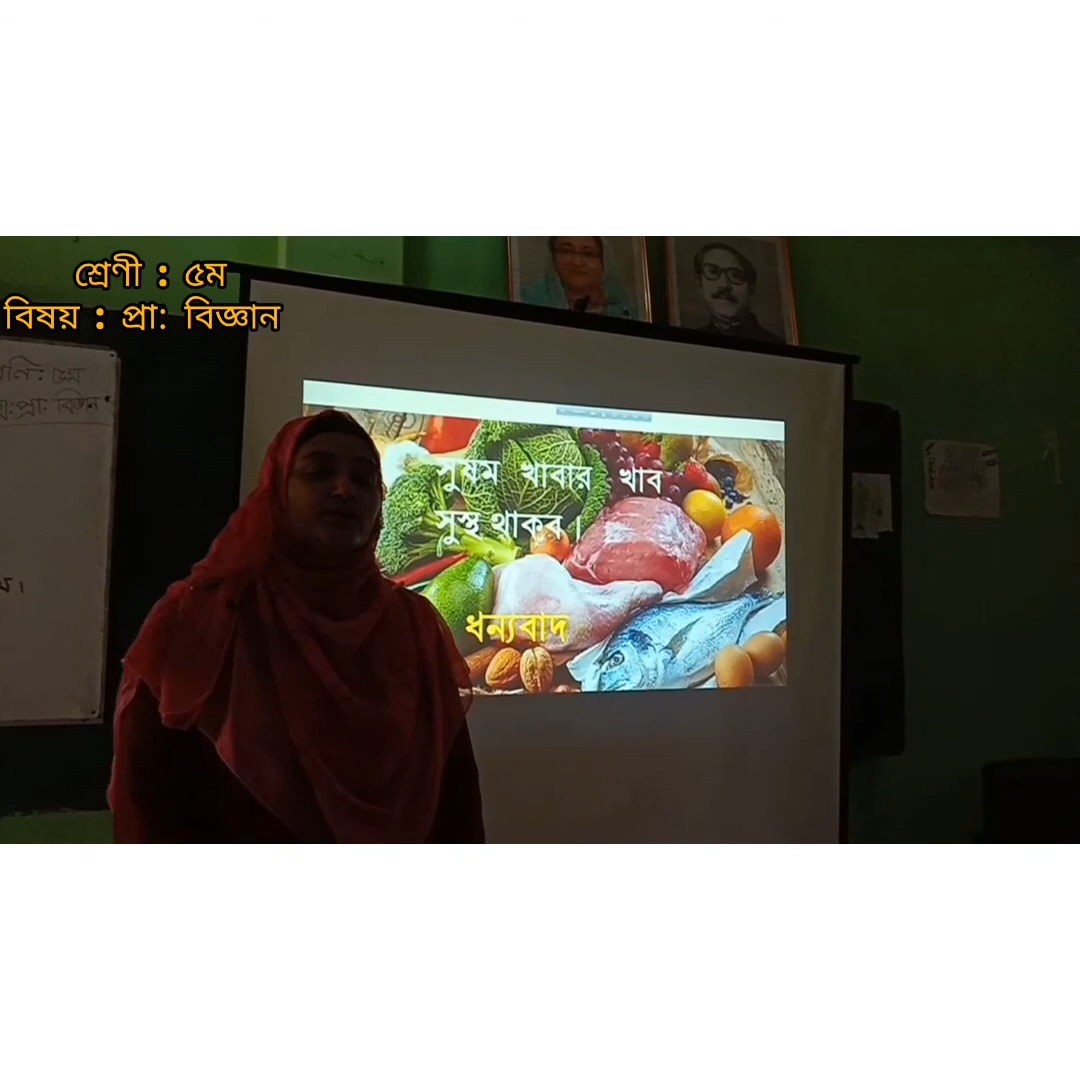 শ্রেণী : ৫ম
বিষয় : প্রা: বিজ্ঞান
প্রা: বিজ্ঞান
সুষম খাবার খাব
সুস্থ থাকব।
ধন্যবাদ